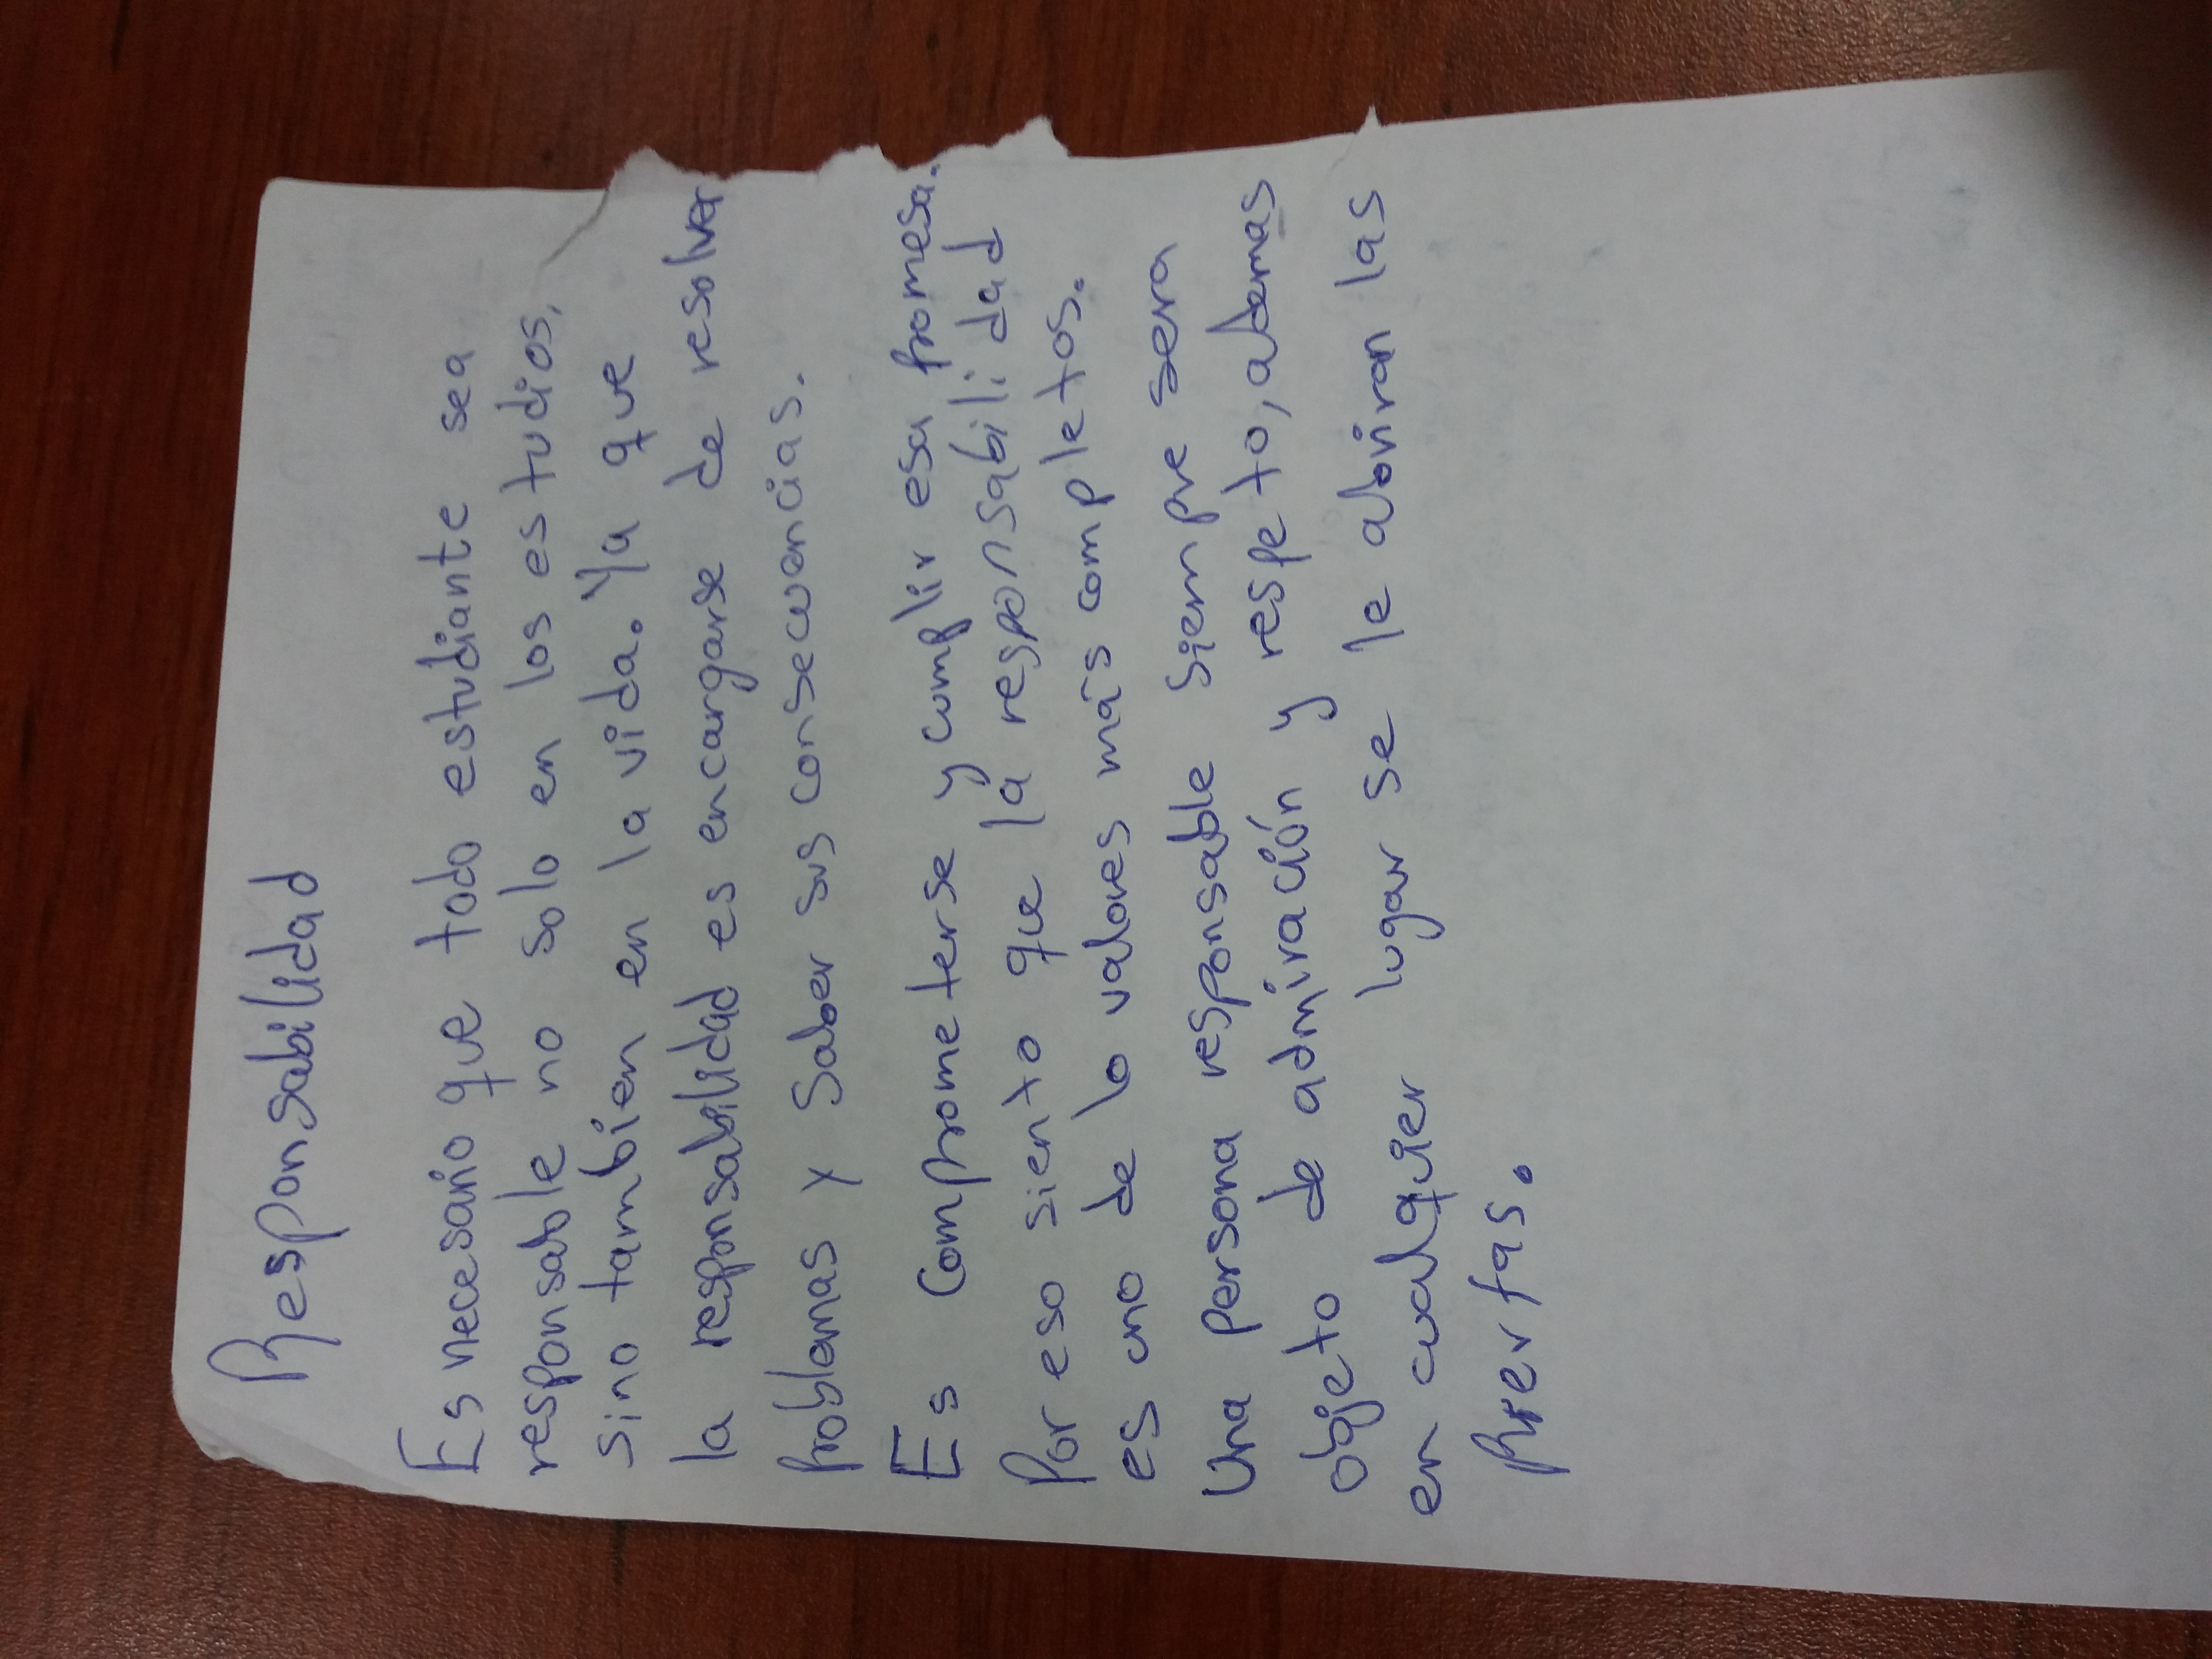 Responsabilidad
Es necesario que todo estudiante sea
responsable no solo en los estudios,
sino tambien en la vida. Ya que
la responsabilidad es encargarse de resolver
problemas y saber sus consecuencias.
Es comprometerse y cumplir esa promesa.
Por eso siento que la responsabilidad
es uno de lo valores más completos.
Una persona responsable siempre sera
objeto de admiración y respeto, ademas
en cualquier lugar se le abriran las
Puertas.